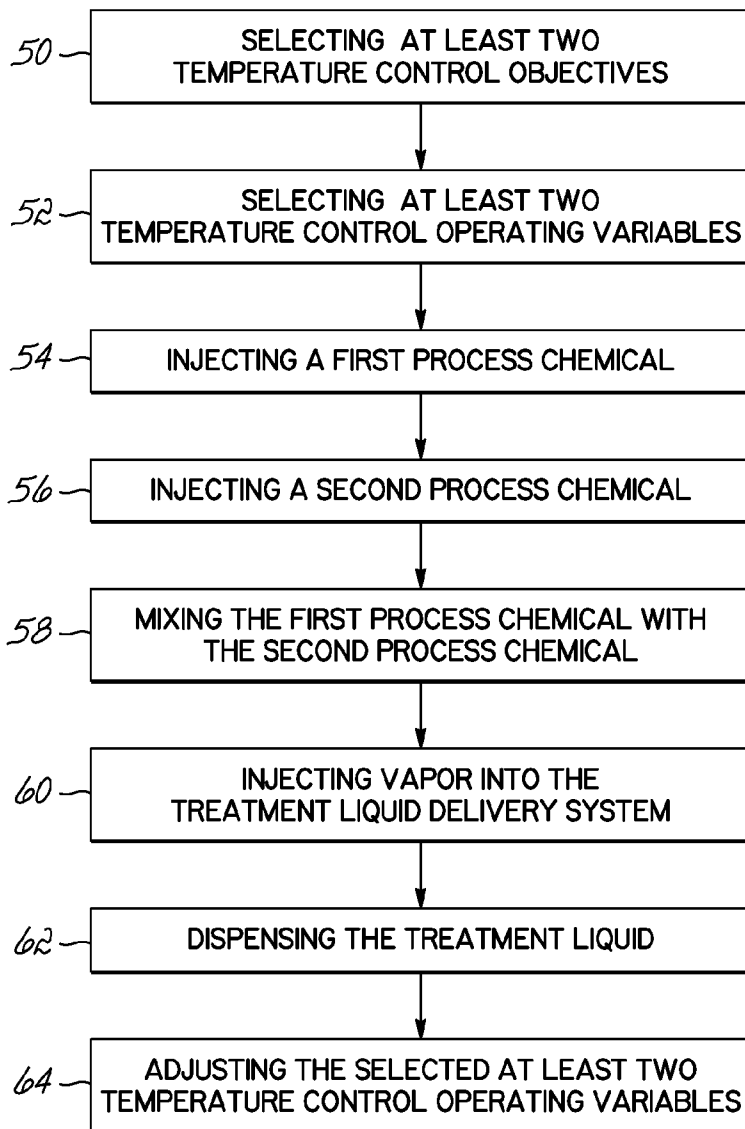 50
SELECTING AT LEAST TWO
TEMPERATURE CONTROL OBJECTIVES
52
SELECTING AT LEAST TWO
TEMPERATURE CONTROL OPERATING VARIABLES
54
INJECTING A FIRST PROCESS CHEMICAL
56
INJECTING A SECOND PROCESS CHEMICAL
58
MIXING THE FIRST PROCESS CHEMICAL WITH
THE SECOND PROCESS CHEMICAL
60
INJECTING VAPOR INTO THE
TREATMENT LIQUID DELIVERY SYSTEM
62
DISPENSING THE TREATMENT LIQUID
64
ADJUSTING THE SELECTED AT LEAST TWO
TEMPERATURE CONTROL OPERATING VARIABLES